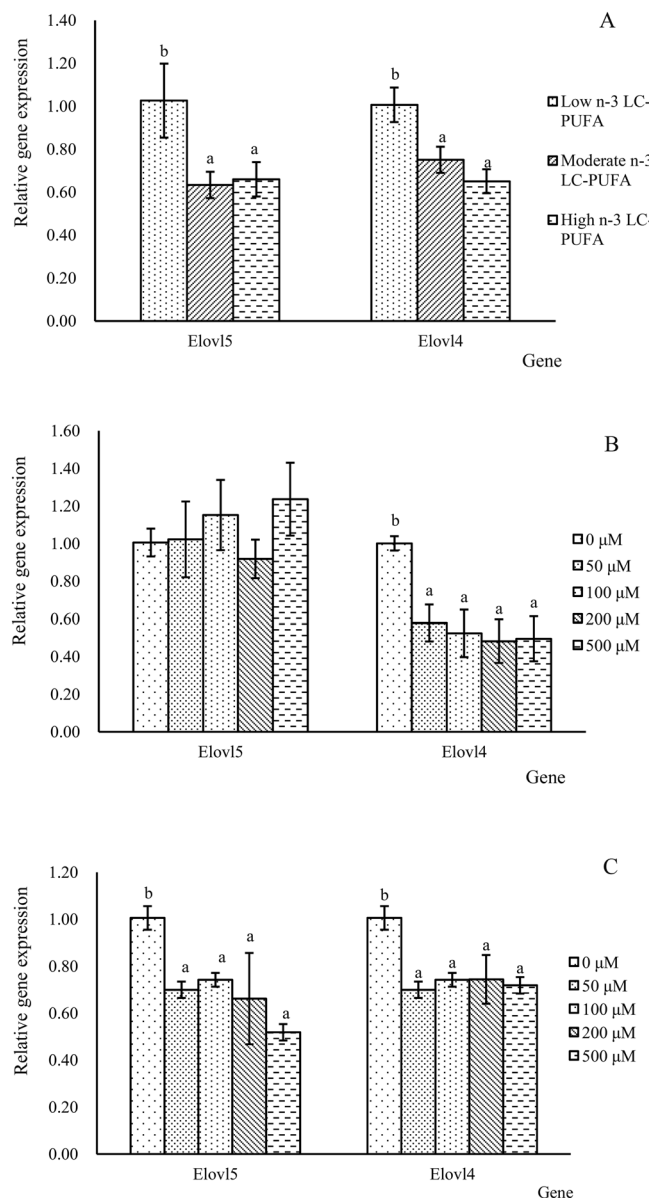 A
Relative gene expression
1.40
1.20
1.00
0.80
0.60
0.40
0.20
0.00
b
a
a
b
a
a
Elovl5
Elovl4
Gene
Low n-3 LC-
PUFA
Moderate n-3
LC-PUFA
High n-3 LC-
PUFA
B
Relative gene expression
1.60
1.40
1.20
1.00
0.80
0.60
0.40
0.20
0.00
b
a
a
a
a
Elovl5
Elovl4
Gene
0 μM
50 μM
100 μM
200 μM
500 μM
C
Relative gene expression
1.20
1.00
0.80
0.60
0.40
0.20
0.00
b
a
a
a
a
b
a
a
a
a
Elovl5
Elovl4
Gene
0 μM
50 μM
100 μM
200 μM
500 μM